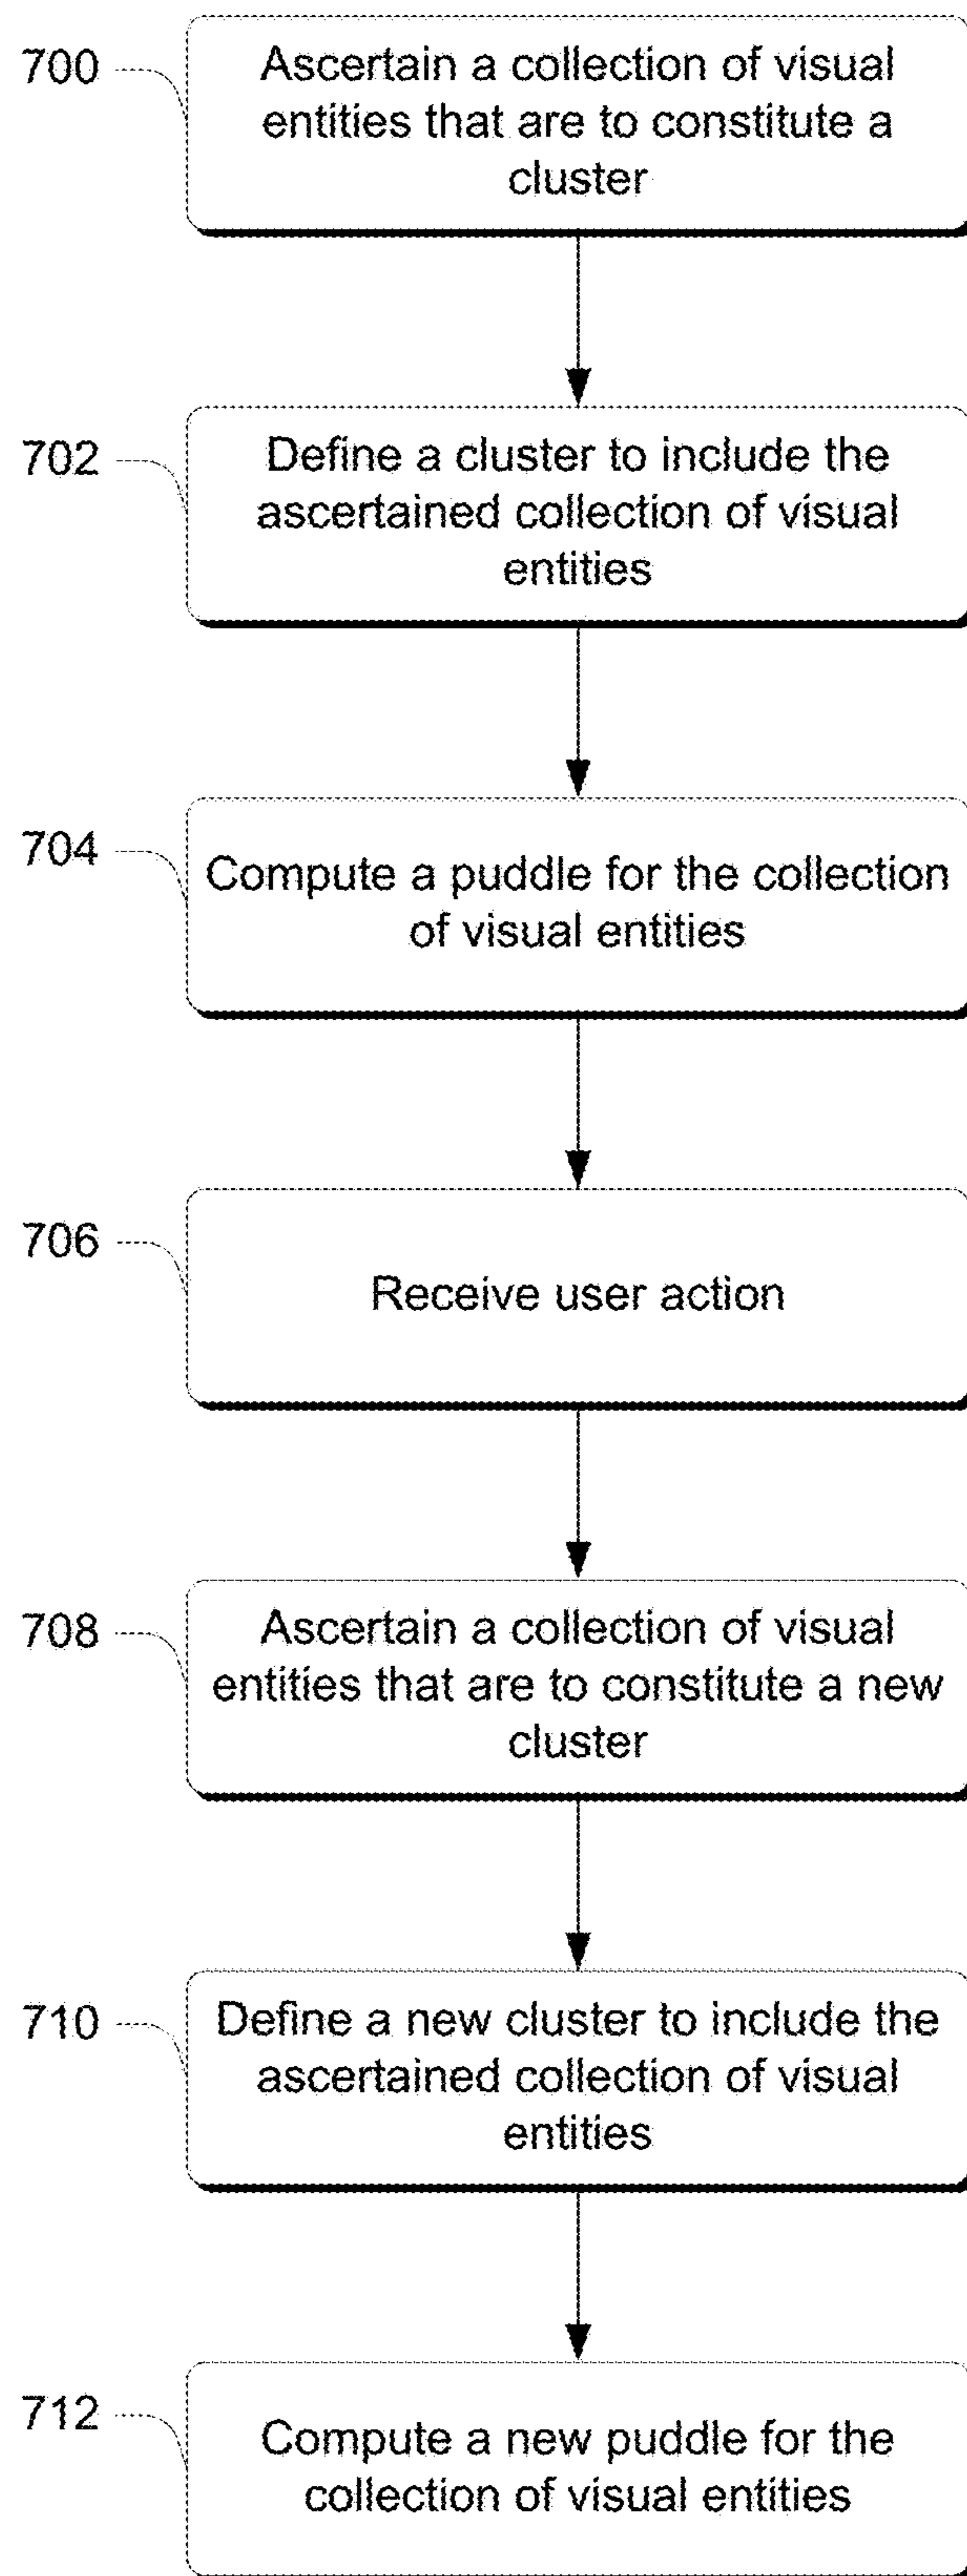 700
Ascertain a collection of visual
entities that are to constitute a
cluster
702
Define a cluster to include the
ascertained collection of visual
entities
704
Compute a puddle for the collection
of visual entities
706
Receive user action
708
Ascertain a collection of visual
entities that are to constitute a new
cluster
710
Define a new cluster to include the
ascertained collection of visual
entities
712
Compute a new puddle for the
collection of visual entities